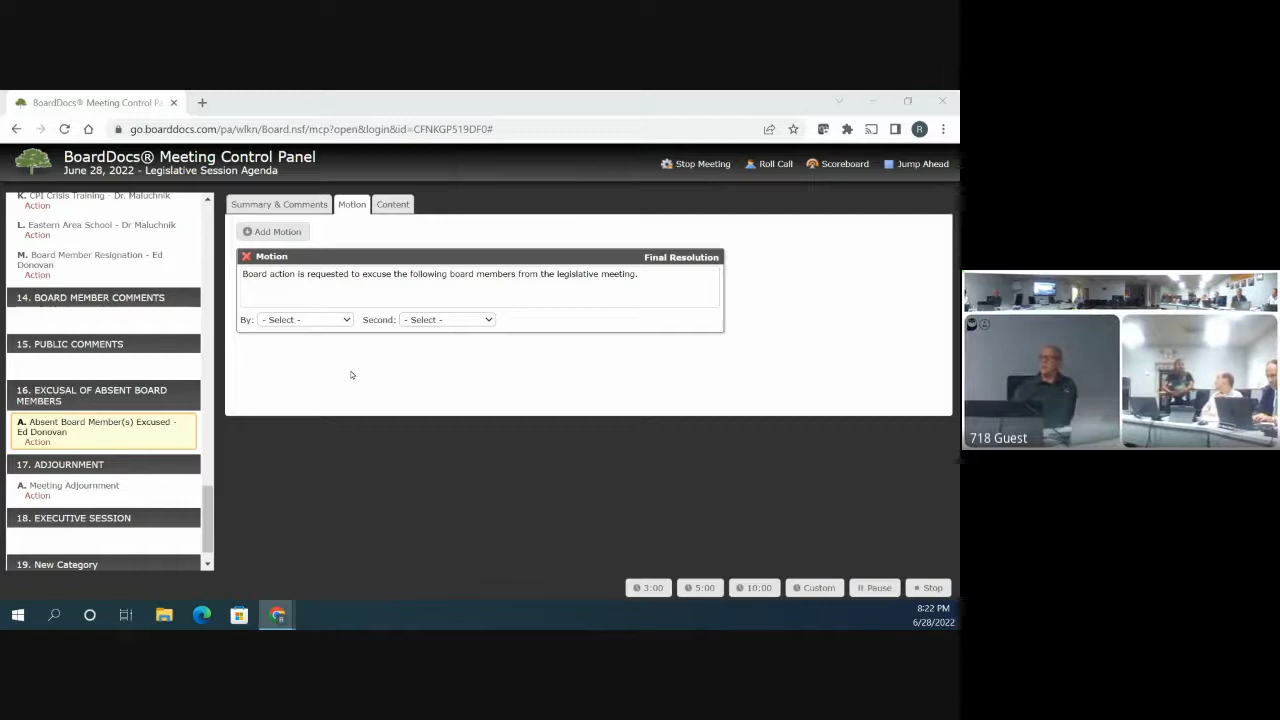 BoardDocs® Meeting Control Pa
go.boarddocs.com/pa/wlkn/Board.nsf/mcp?open&login&id=CFNKGP519DF0#
R
BoardDocs® Meeting Control Panel
June 28, 2022 - Legislative Session Agenda
Stop Meeting
Roll Call
Scoreboard
Jump Ahead
K. CPI Crisis Training - Dr. Maluchnik
Action
L. Eastern Area School - Dr Maluchnik
Action
M. Board Member Resignation - Ed
Donovan
Action
14. BOARD MEMBER COMMENTS
15. PUBLIC COMMENTS
16. EXCUSAL OF ABSENT BOARD
MEMBERS
A. Absent Board Member(s) Excused -
Ed Donovan
Action
17. ADJOURNMENT
A. Meeting Adjournment
Action
18. EXECUTIVE SESSION
19. New Category
Summary & Comments
Motion
Content
Add Motion
Motion
Final Resolution
Board action is requested to excuse the following board members from the legislative meeting.
By: - Select -
Second: - Select -
718 Guest
3:00
5:00
10:00
Custom
Pause
Stop
8:22 PM
6/28/2022